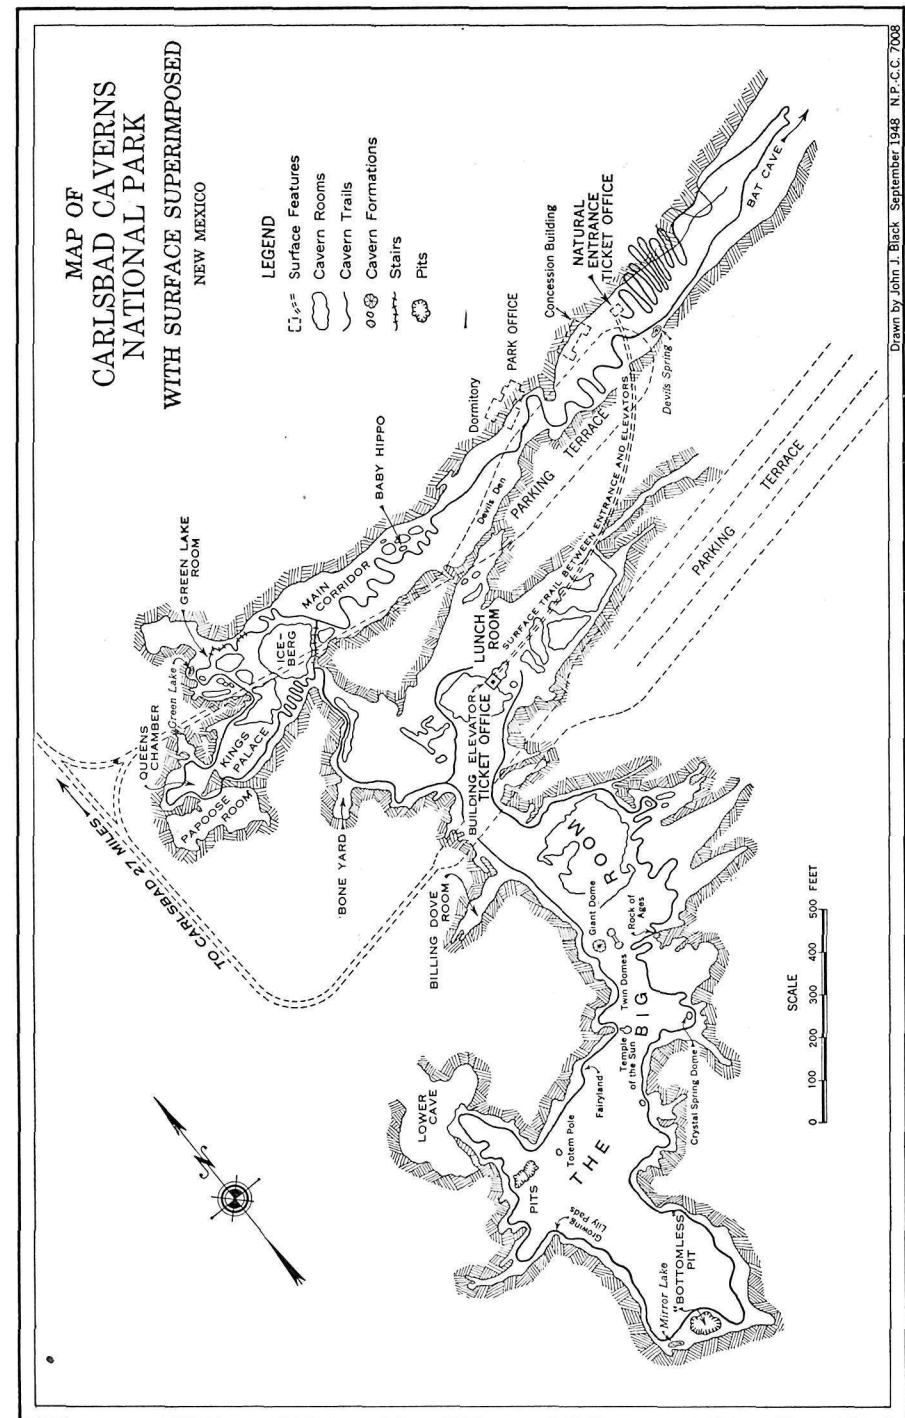 MAP OF
CARLSBAD CAVERNS
NATIONAL PARK
WITH SURFACE SUPERIMPOSED
NEW MEXICO
LEGEND
Surface Features
Cavern Rooms
Cavern Trails
Cavern Formations
Stairs
Pits
TO CARLSBAD 27 MILES
QUEENS
CHAMBER
Green Lake
GREEN LAKE
ROOM
KINGS
PALACE
PAPOOSE
ROOM
ICE-
BERG
MAIN
CORRIDOR
BABY HIPPO
BONE YARD
Devils Den
Dormitory
PARK OFFICE
Concession Building
NATURAL
ENTRANCE
TICKET OFFICE
BAT CAVE
Devils Spring
PARKING TERRACE
SURFACE TRAIL BETWEEN ENTRANCE AND ELEVATORS
PARKING TERRACE
LUNCH
ROOM
BUILDING ELEVATOR
TICKET OFFICE
BILLING DOVE
ROOM
THE BIG ROOM
Giant Dome
Twin Domes
Rock of
Ages
Temple
of the Sun
Crystal Spring Dome
Fairyland
Totem Pole
LOWER
CAVE
PITS
Growing
Lily Pads
Mirror Lake
"BOTTOMLESS"
PIT
N
SCALE
0 100 200 300 400 500 FEET
Drawn by John J. Black September 1948 N.P.-C.C. 7008